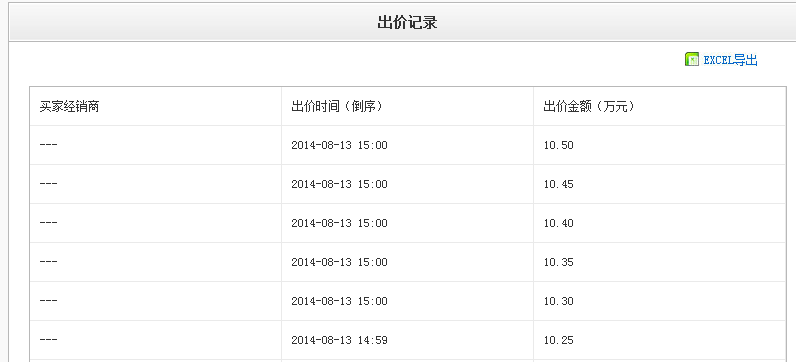 出价记录
EXCEL导出
买家经销商 出价时间（倒序） 出价金额（万元）
--- 2014-08-13 15:00 10.50
--- 2014-08-13 15:00 10.45
--- 2014-08-13 15:00 10.40
--- 2014-08-13 15:00 10.35
--- 2014-08-13 15:00 10.30
--- 2014-08-13 14:59 10.25